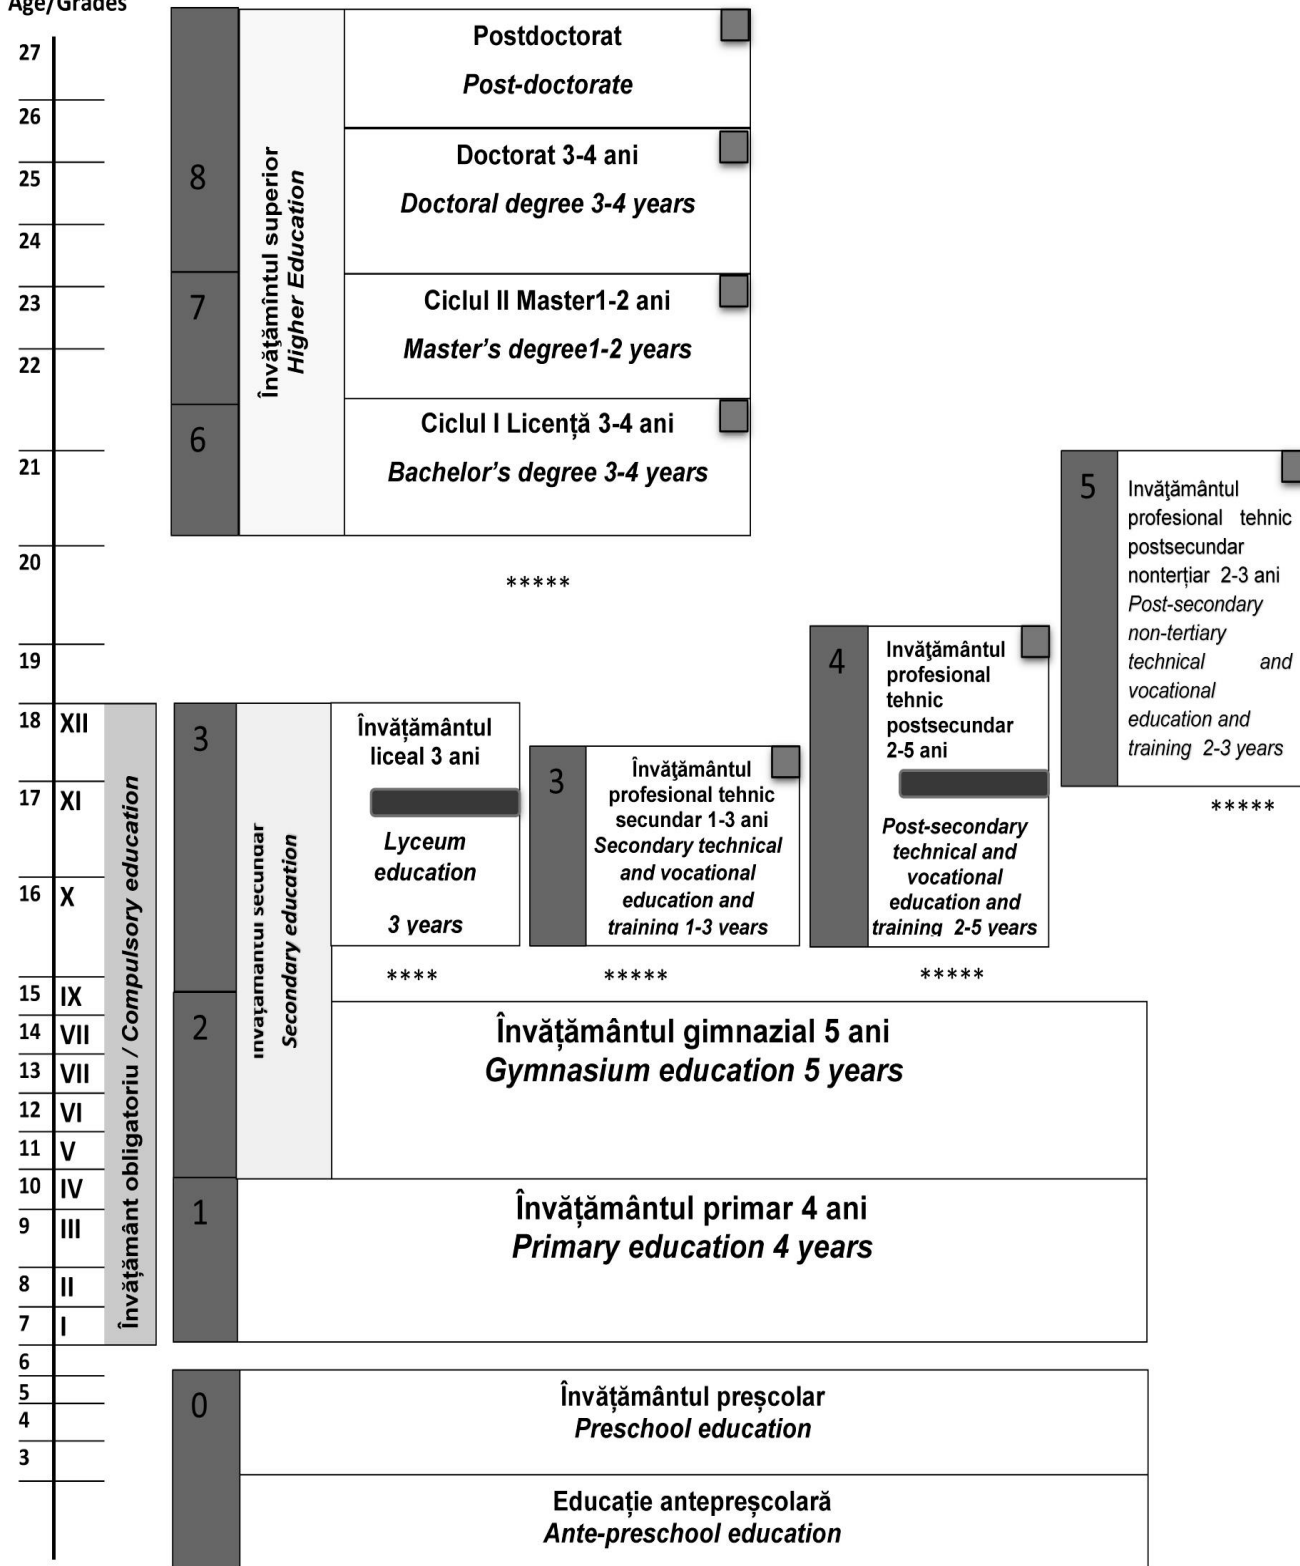 Age/Grades
27
26
25
24
23
22
21
20
19
18 XII
17 XI
16 X
15 IX
14 VII
13 VII
12 VI
11 V
10 IV
9 III
8 II
7 I
6
5
4
3
Învățământ obligatoriu / Compulsory education
8
7
6
Învăţămîntul superior
Higher Education
Postdoctorat
Post-doctorate
Doctorat 3-4 ani
Doctoral degree 3-4 years
Ciclul II Master1-2 ani
Master’s degree1-2 years
Ciclul I Licență 3-4 ani
Bachelor’s degree 3-4 years
*****
5
Invăţământul
profesional tehnic
postsecundar
nonterțiar 2-3 ani
Post-secondary
non-tertiary
technical and
vocational
education and
training 2-3 years
*****
4
Invăţământul
profesional
tehnic
postsecundar
2-5 ani
Post-secondary
technical and
vocational
education and
training 2-5 years
*****
3
Învăţământul
profesional tehnic
secundar 1-3 ani
Secondary technical
and vocational
education and
training 1-3 years
*****
3
Învățământul
liceal 3 ani
Lyceum
education
3 years
****
secundar
Secondary education
2
Învățământul gimnazial 5 ani
Gymnasium education 5 years
1
Învățământul primar 4 ani
Primary education 4 years
0
Învățământul preșcolar
Preschool education
Educație antepreșcolară
Ante-preschool education